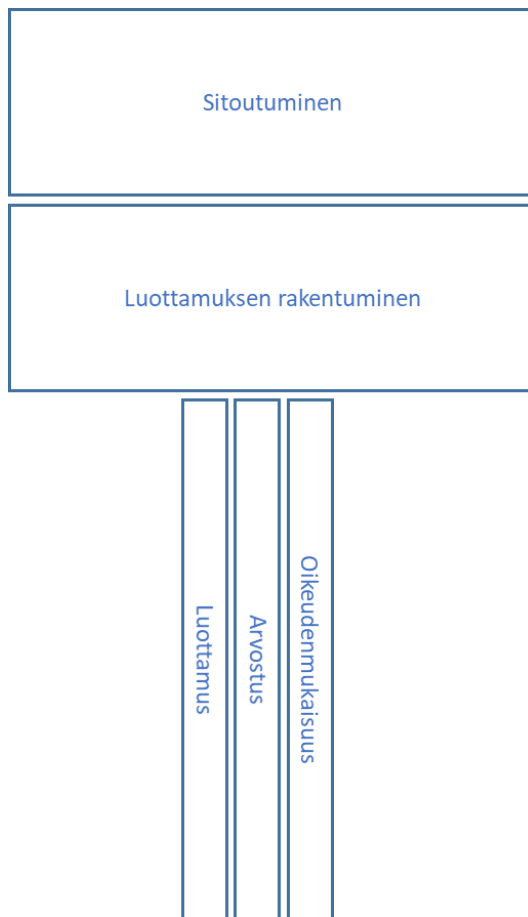 Sitoutuminen
Luottamuksen rakentuminen
Luottamus
Arvostus
Oikeudenmukaisuus